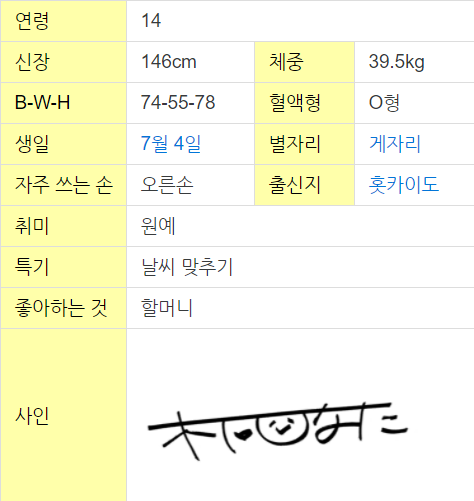 연령 14
신장 146cm 체중 39.5kg
B-W-H 74-55-78 혈액형 O형
생일 7월 4일 별자리 게자리
자주 쓰는 손 오른손 출신지 홋카이도
취미 원예
특기 날씨 맞추기
좋아하는 것 할머니
사인